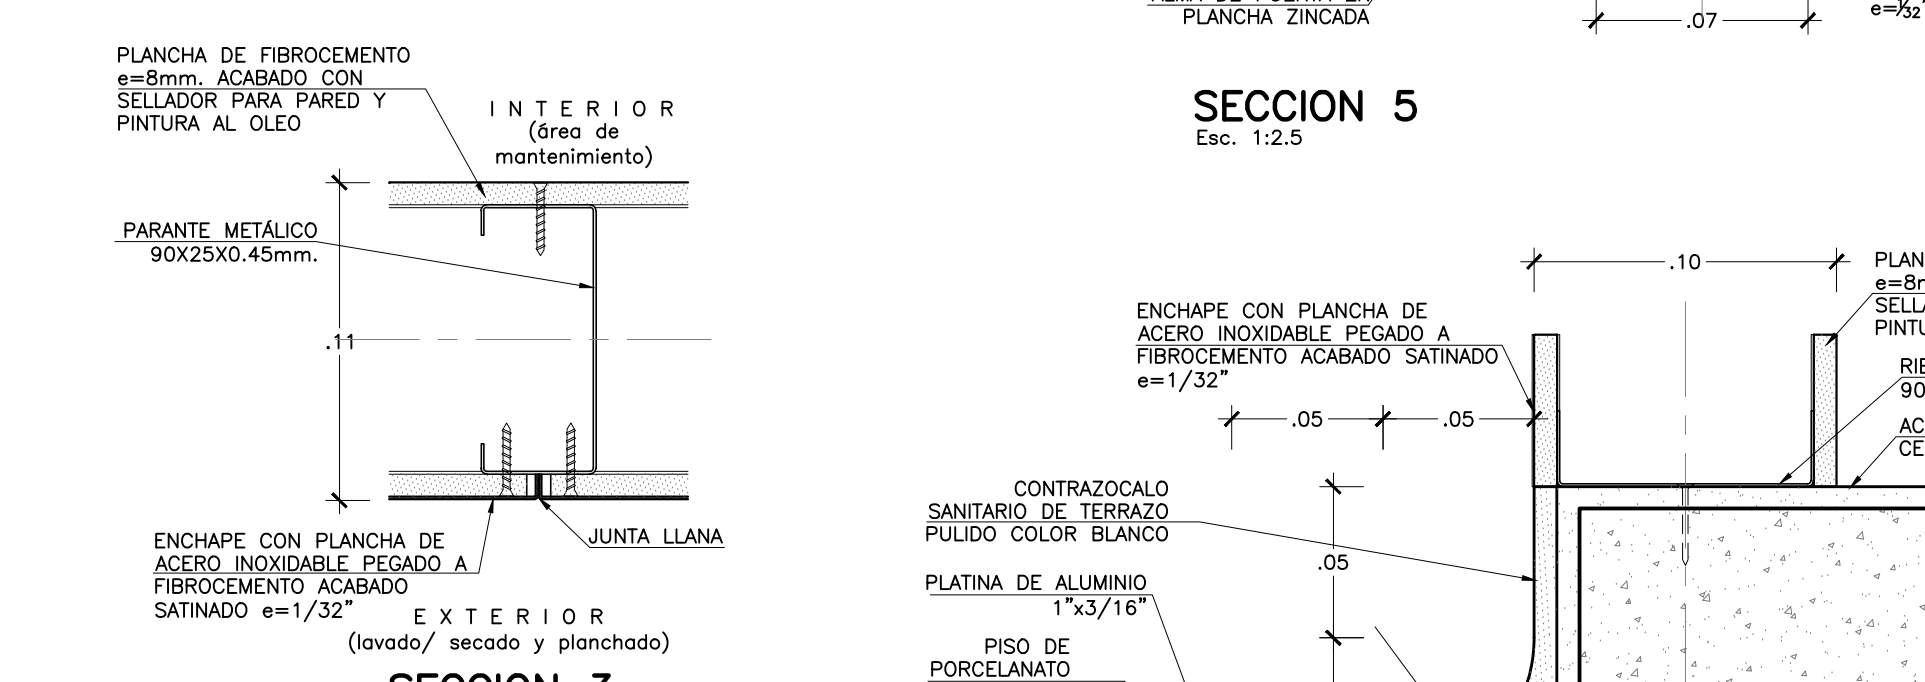 PLANCHA ZINCADA
.07
SECCION 5
Esc. 1:2.5
PLANCHA DE FIBROCEMENTO
e=8mm. ACABADO CON
SELLADOR PARA PARED Y
PINTURA AL OLEO
I N T E R I O R
(área de
mantenimiento)
PARANTE METÁLICO
90X25X0.45mm.
.11
JUNTA LLANA
ENCHAPE CON PLANCHA DE
ACERO INOXIDABLE PEGADO A
FIBROCEMENTO ACABADO
SATINADO e=1/32”
E X T E R I O R
(lavado/ secado y planchado)
SECCION 3
.10
ENCHAPE CON PLANCHA DE
ACERO INOXIDABLE PEGADO A
FIBROCEMENTO ACABADO SATINADO
e=1/32”
.05
.05
CONTRAZOCALO
SANITARIO DE TERRAZO
PULIDO COLOR BLANCO
.05
PLATINA DE ALUMINIO
1”x3/16”
PISO DE
PORCELANATO